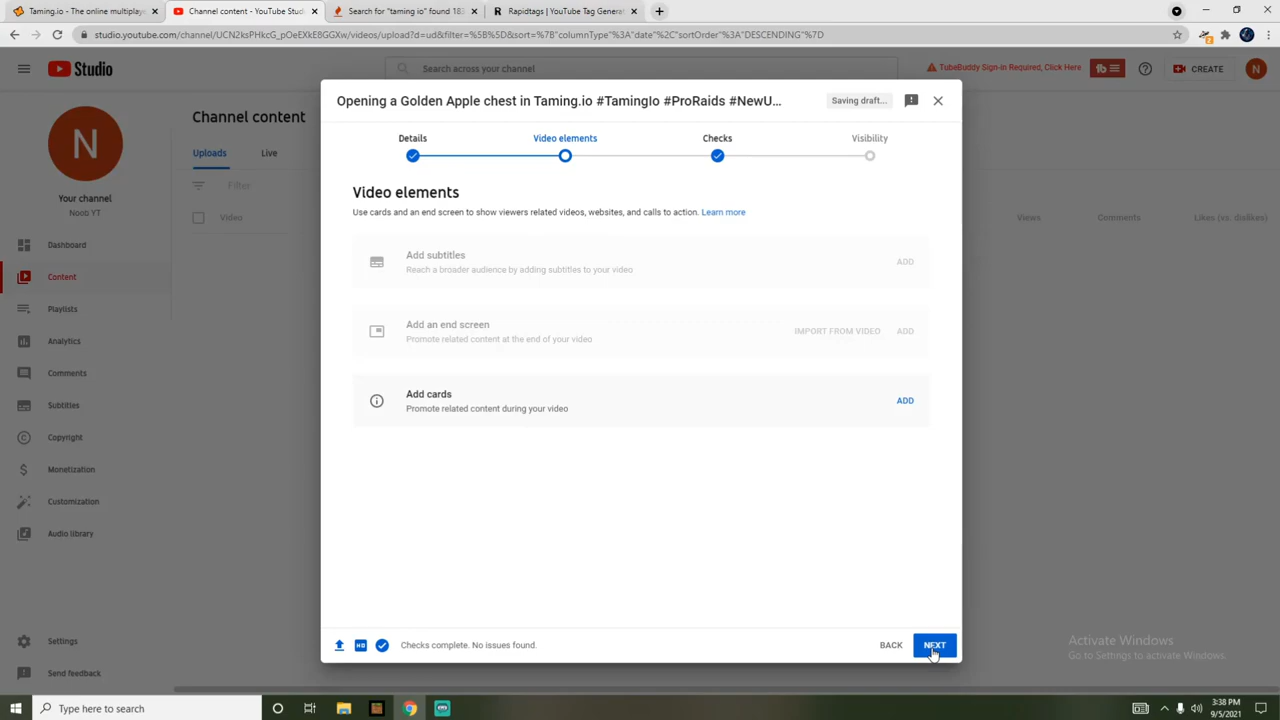 Taming.io - The online multiplaye
Channel content - YouTube Studio
Search for "taming io" found 183
Rapidtags | YouTube Tag Generat
studio.youtube.com/channel/UCN2ksPHkcG_pOeEXkE8GGXw/videos/upload?d=ud&filter=%5B%5D&sort=%7B"columnType"%3A"date"%2C"sortOrder"%3A"DESCENDING"%7D
Studio
Search across your channel
TubeBuddy Sign-in Required, Click Here
tb
CREATE
N
N
Your channel
Noob YT
Dashboard
Content
Playlists
Analytics
Comments
Subtitles
Copyright
Monetization
Customization
Audio library
Settings
Send feedback
Channel content
Uploads
Live
Filter
Video
Views
Comments
Likes (vs. dislikes)
Opening a Golden Apple chest in Taming.io #TamingIo #ProRaids #NewU...
Saving draft...
Details
Video elements
Checks
Visibility
Video elements
Use cards and an end screen to show viewers related videos, websites, and calls to action. Learn more
Add subtitles
Reach a broader audience by adding subtitles to your video
ADD
Add an end screen
Promote related content at the end of your video
IMPORT FROM VIDEO
ADD
Add cards
Promote related content during your video
ADD
HD
Checks complete. No issues found.
BACK
NEXT
Activate Windows
Go to Settings to activate Windows.
Type here to search
3:38 PM
9/5/2021